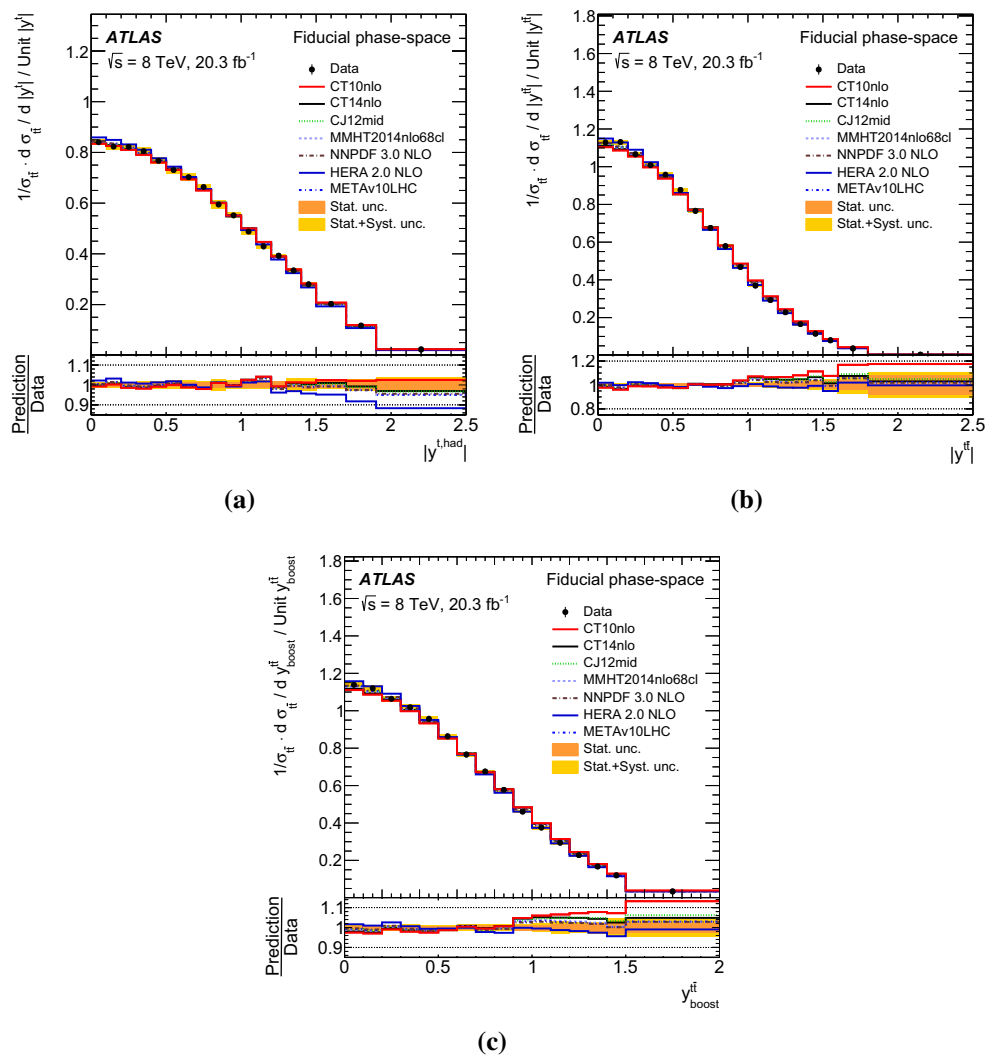 ATLAS Fiducial phase-space
√s = 8 TeV, 20.3 fb⁻¹
Data
CT10nlo
CT14nlo
CJ12mid
MMHT2014nlo68cl
NNPDF 3.0 NLO
HERA 2.0 NLO
METAv10LHC
Stat. unc.
Stat.+Syst. unc.
1/σ_tt̄ · d σ_tt̄ / d |y^t| / Unit |y^t|
1.2
1
0.8
0.6
0.4
0.2
Prediction
Data
1.1
1
0.9
0 0.5 1 1.5 2 2.5
|y^t,had|
(a)
ATLAS Fiducial phase-space
√s = 8 TeV, 20.3 fb⁻¹
Data
CT10nlo
CT14nlo
CJ12mid
MMHT2014nlo68cl
NNPDF 3.0 NLO
HERA 2.0 NLO
METAv10LHC
Stat. unc.
Stat.+Syst. unc.
1/σ_tt̄ · d σ_tt̄ / d |y^tt̄| / Unit |y^tt̄|
1.8
1.6
1.4
1.2
1
0.8
0.6
0.4
0.2
Prediction
Data
1.2
1
0.8
0 0.5 1 1.5 2 2.5
|y^tt̄|
(b)
ATLAS Fiducial phase-space
√s = 8 TeV, 20.3 fb⁻¹
Data
CT10nlo
CT14nlo
CJ12mid
MMHT2014nlo68cl
NNPDF 3.0 NLO
HERA 2.0 NLO
METAv10LHC
Stat. unc.
Stat.+Syst. unc.
1/σ_tt̄ · d σ_tt̄ / d y^tt̄_boost / Unit y^tt̄_boost
1.8
1.6
1.4
1.2
1
0.8
0.6
0.4
0.2
Prediction
Data
1.1
1
0.9
0 0.5 1 1.5 2
y^tt̄_boost
(c)